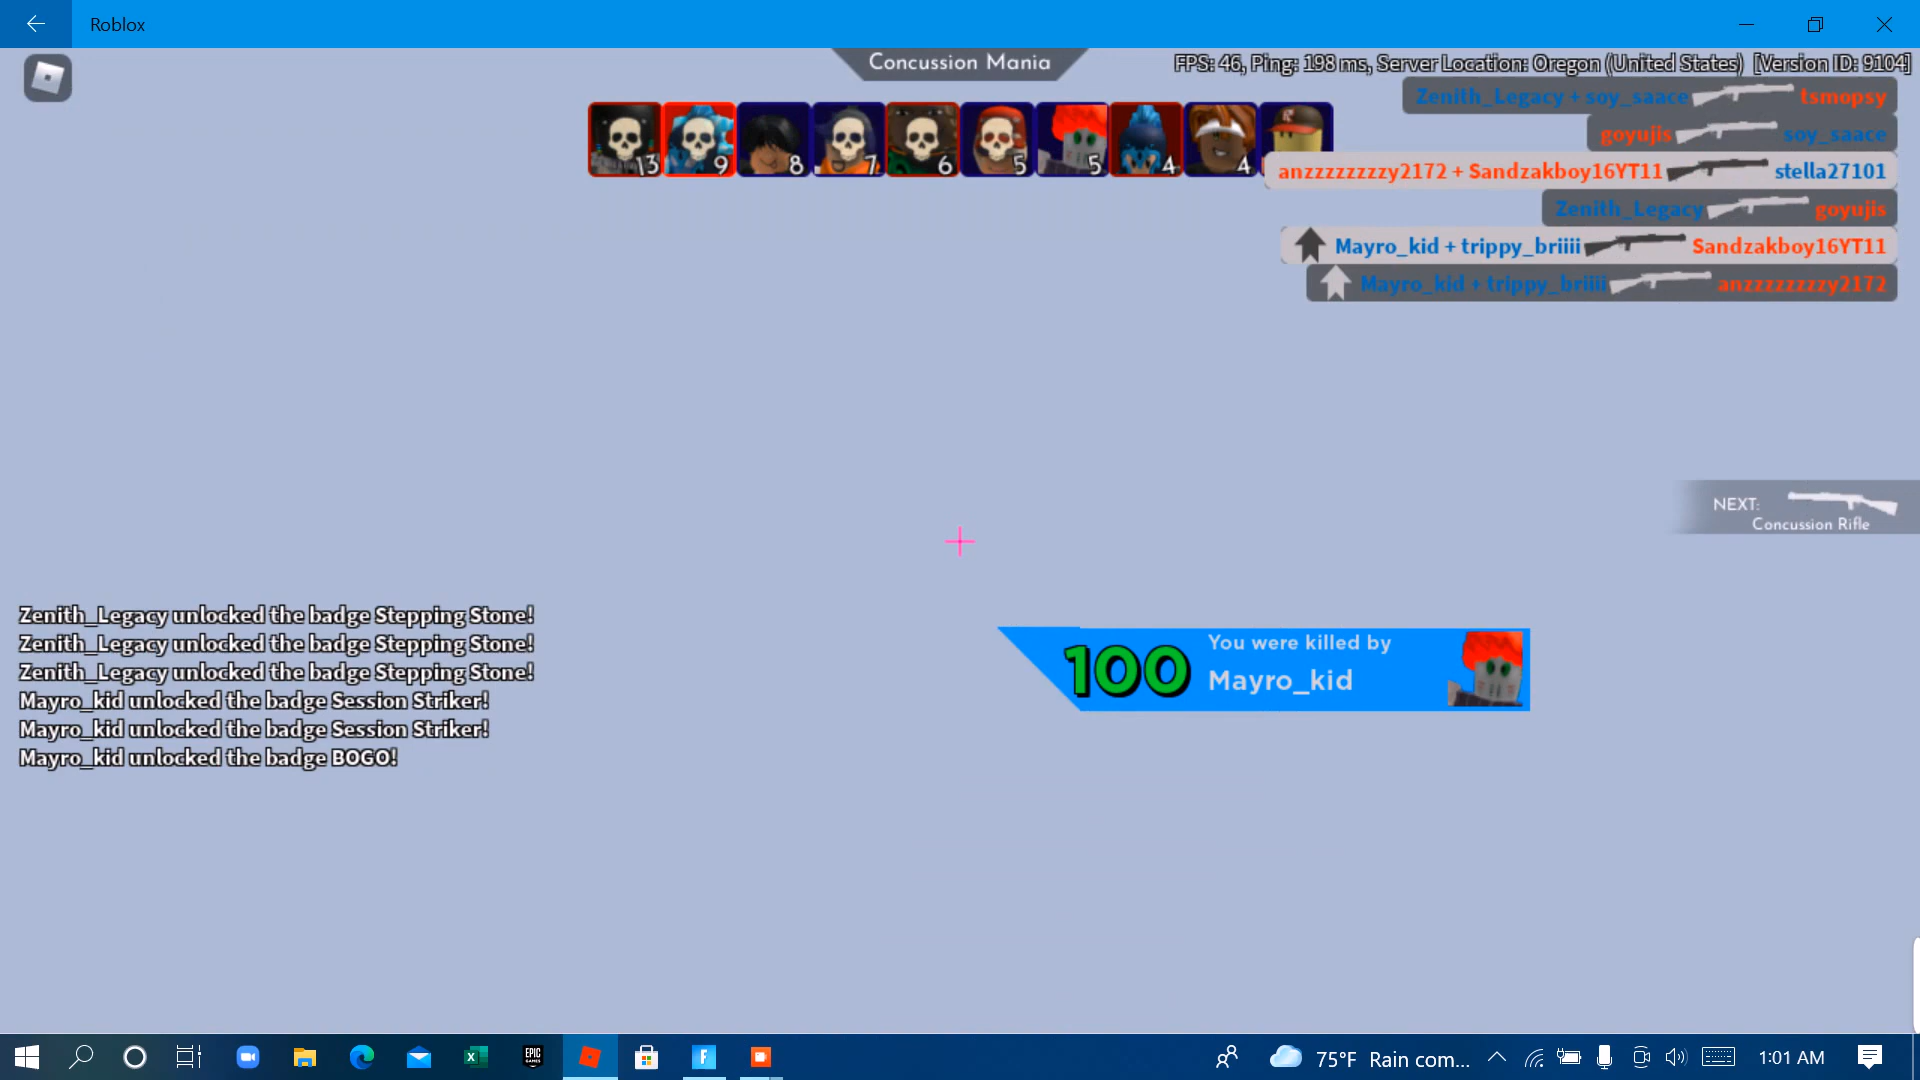 Roblox
Concussion Mania
FPS: 46, Ping: 198 ms, Server Location: Oregon (United States) [Version ID: 9104]
13 9 8 7 6 5 5 4 4
Zenith_Legacy + soy_saace tsmopsy
goyujis soy_saace
anzzzzzzzzy2172 + Sandzakboy16YT11 stella27101
Zenith_Legacy goyujis
Mayro_kid + trippy_briiii Sandzakboy16YT11
Mayro_kid + trippy_briiii anzzzzzzzzy2172
NEXT:
Concussion Rifle
Zenith_Legacy unlocked the badge Stepping Stone!
Zenith_Legacy unlocked the badge Stepping Stone!
Zenith_Legacy unlocked the badge Stepping Stone!
Mayro_kid unlocked the badge Session Striker!
Mayro_kid unlocked the badge Session Striker!
Mayro_kid unlocked the badge BOGO!
100
You were killed by
Mayro_kid
EPIC GAMES
75°F Rain com...
1:01 AM